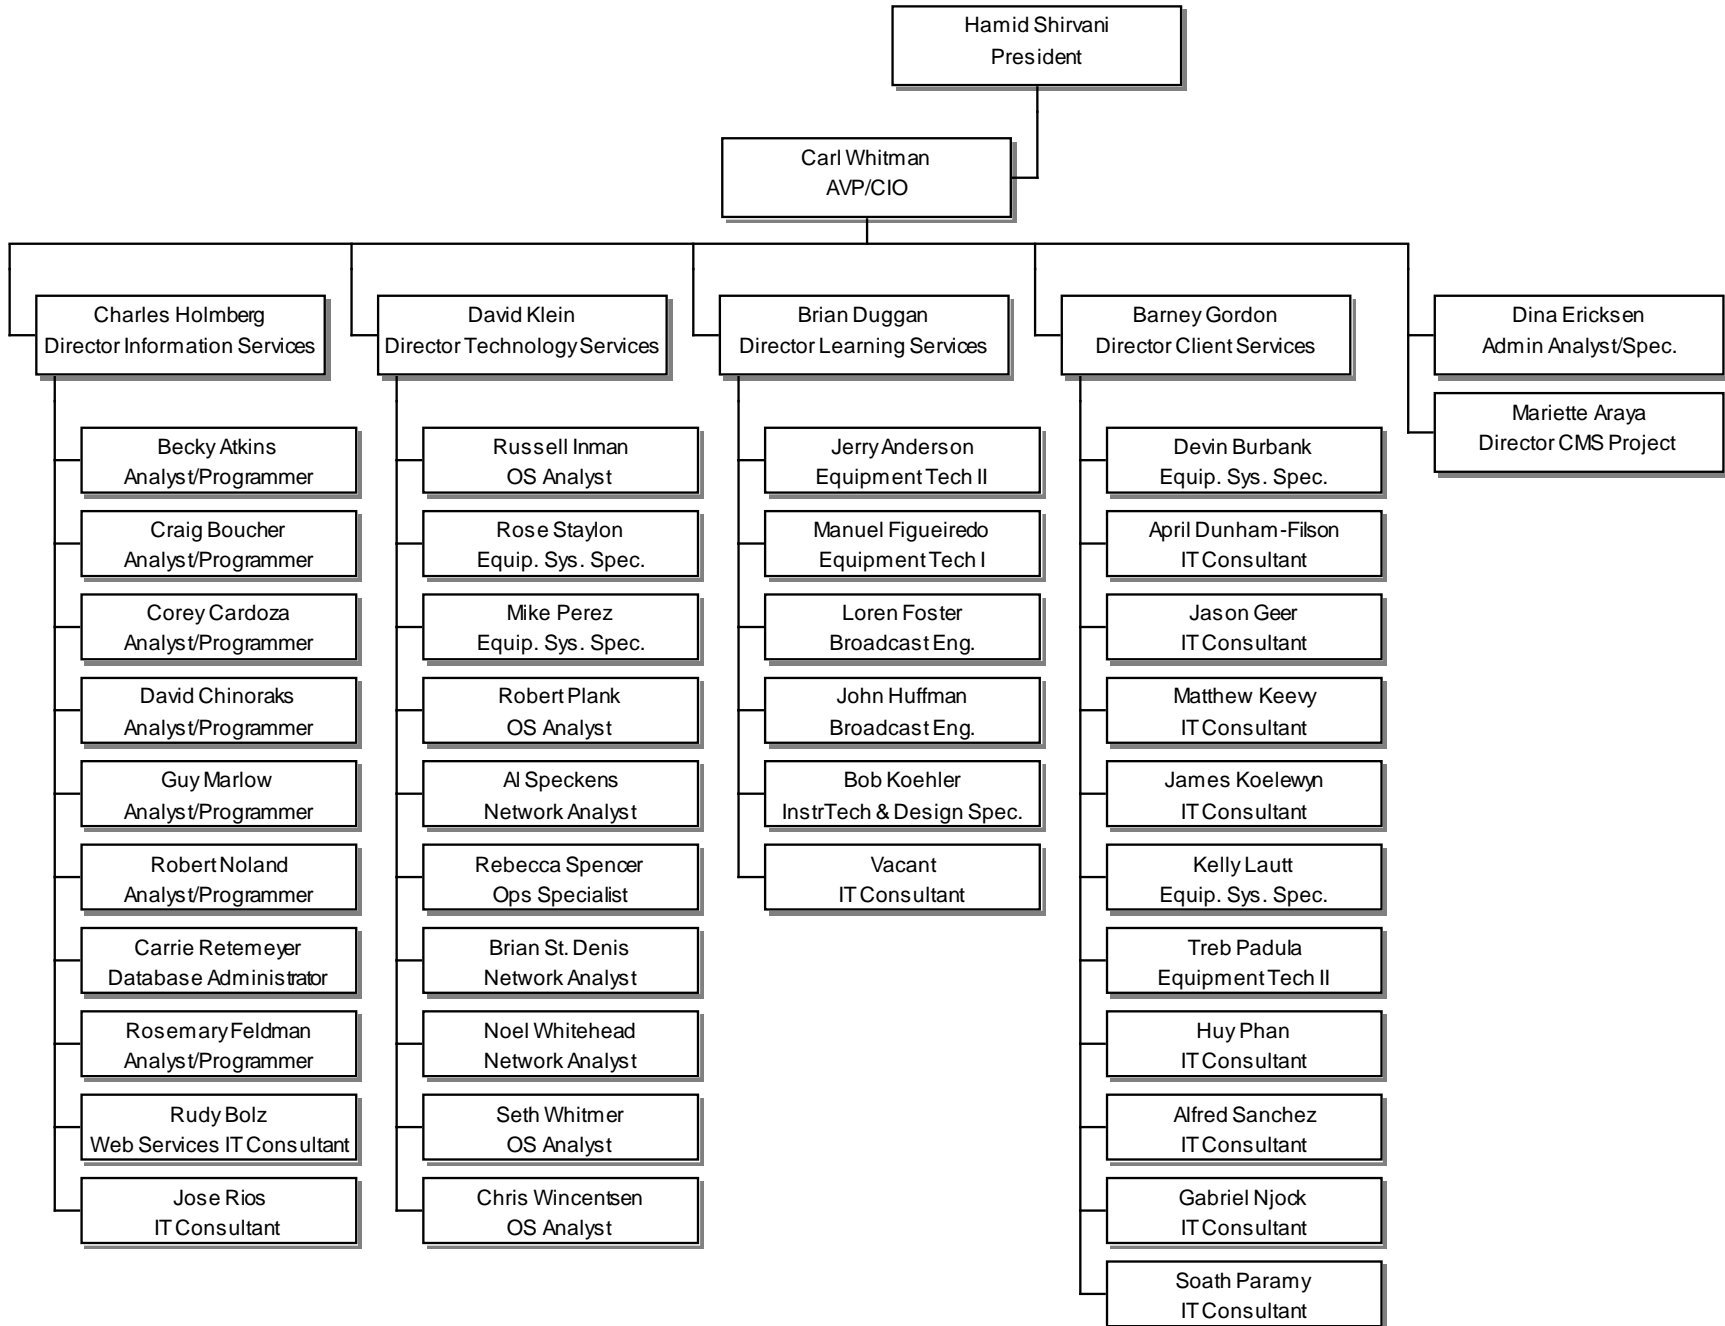 Hamid Shirvani
President
Carl Whitman
AVP/CIO
Charles Holmberg
Director Information Services
David Klein
Director Technology Services
Brian Duggan
Director Learning Services
Barney Gordon
Director Client Services
Dina Ericksen
Admin Analyst/Spec.
Mariette Araya
Director CMS Project
Becky Atkins
Analyst/Programmer
Craig Boucher
Analyst/Programmer
Corey Cardoza
Analyst/Programmer
David Chinoraks
Analyst/Programmer
Guy Marlow
Analyst/Programmer
Robert Noland
Analyst/Programmer
Carrie Retemeyer
Database Administrator
Rosemary Feldman
Analyst/Programmer
Rudy Bolz
Web Services IT Consultant
Jose Rios
IT Consultant
Russell Inman
OS Analyst
Rose Staylon
Equip. Sys. Spec.
Mike Perez
Equip. Sys. Spec.
Robert Plank
OS Analyst
Al Speckens
Network Analyst
Rebecca Spencer
Ops Specialist
Brian St. Denis
Network Analyst
Noel Whitehead
Network Analyst
Seth Whitmer
OS Analyst
Chris Wincentsen
OS Analyst
Jerry Anderson
Equipment Tech II
Manuel Figueiredo
Equipment Tech I
Loren Foster
Broadcast Eng.
John Huffman
Broadcast Eng.
Bob Koehler
InstrTech & Design Spec.
Vacant
IT Consultant
Devin Burbank
Equip. Sys. Spec.
April Dunham-Filson
IT Consultant
Jason Geer
IT Consultant
Matthew Keevy
IT Consultant
James Koelewyn
IT Consultant
Kelly Lautt
Equip. Sys. Spec.
Treb Padula
Equipment Tech II
Huy Phan
IT Consultant
Alfred Sanchez
IT Consultant
Gabriel Njock
IT Consultant
Soath Paramy
IT Consultant